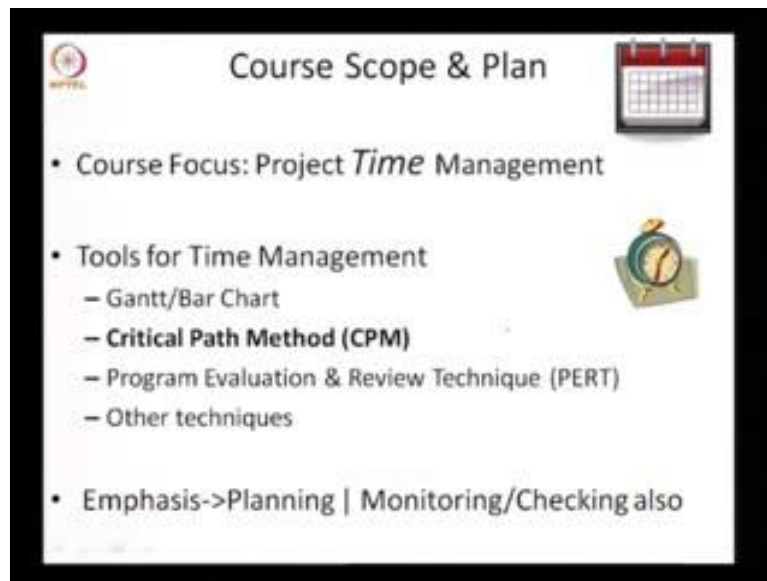 NPTEL
Course Scope & Plan
• Course Focus: Project Time Management
• Tools for Time Management
– Gantt/Bar Chart
– Critical Path Method (CPM)
– Program Evaluation & Review Technique (PERT)
– Other techniques
• Emphasis->Planning | Monitoring/Checking also